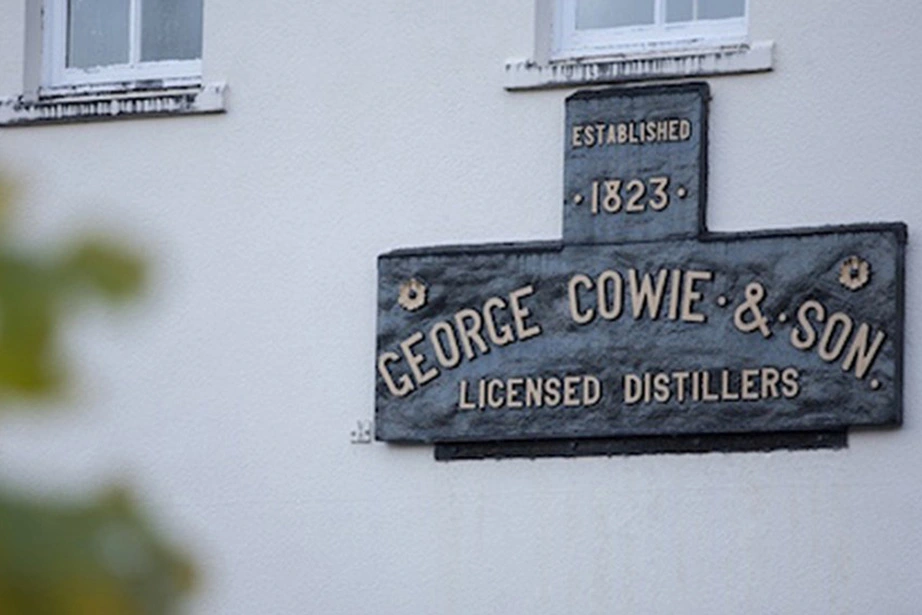 ESTABLISHED
·1823·
GEORGE COWIE·&·SON.
LICENSED DISTILLERS